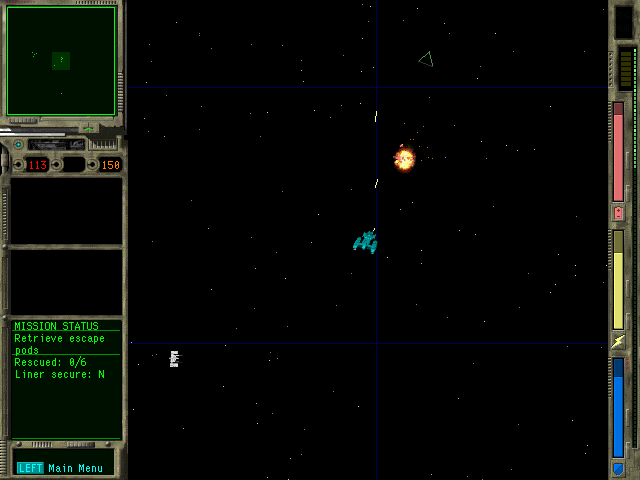 113 150
MISSION STATUS
Retrieve escape
pods
Rescued: 0/6
Liner secure: N
LEFT Main Menu